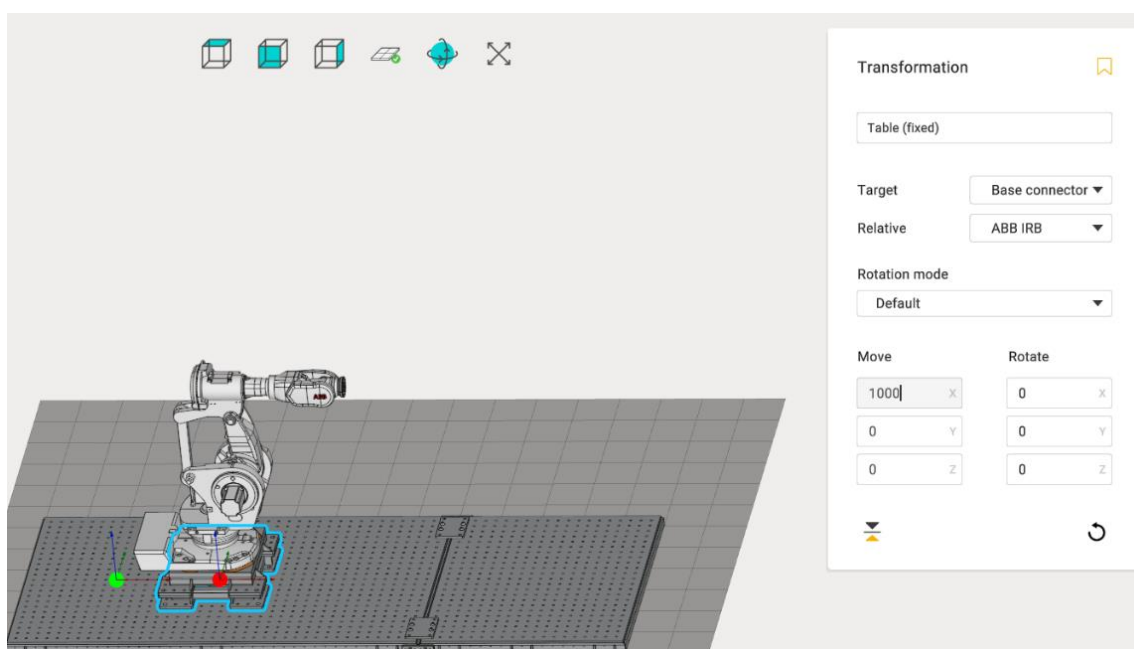 Transformation
Table (fixed)
Target Base connector
Relative ABB IRB
Rotation mode
Default
Move Rotate
1000 X 0 X
0 Y 0 Y
0 Z 0 Z
ABB